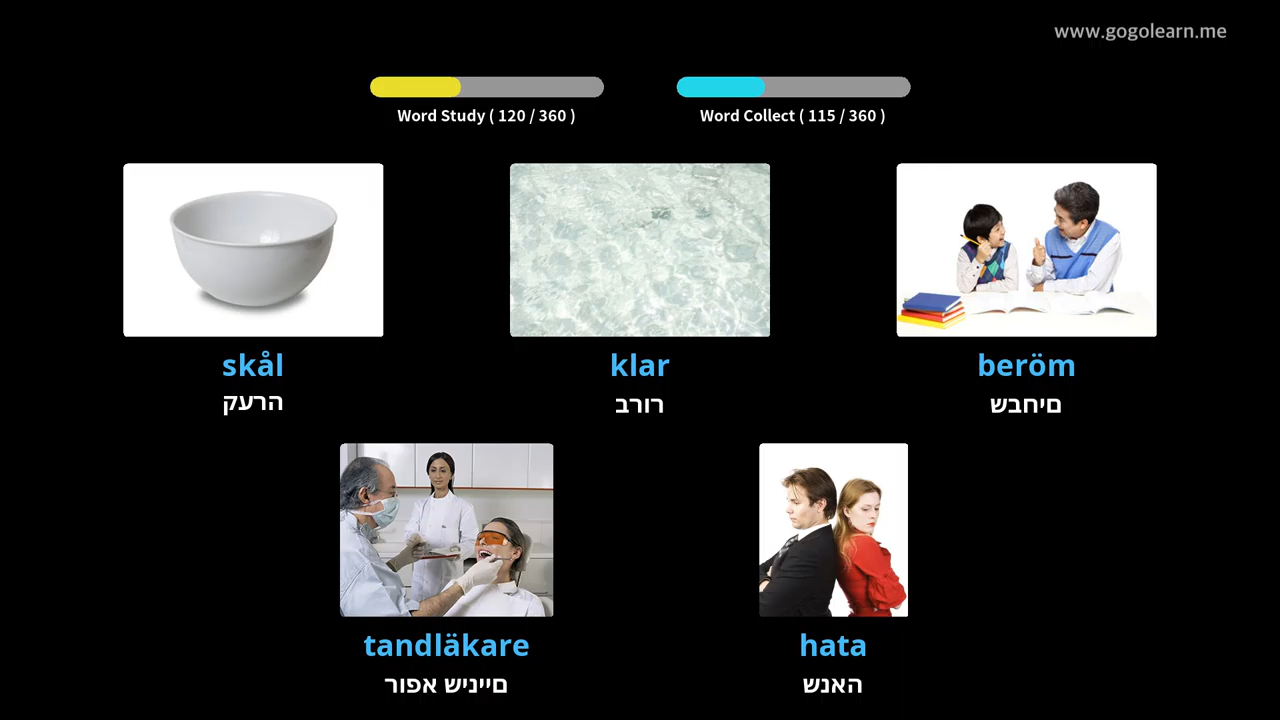 www.gogolearn.me
Word Study ( 120 / 360 )
Word Collect ( 115 / 360 )
skål
קערה
klar
ברור
beröm
שבחים
tandläkare
רופא שיניים
hata
שנאה